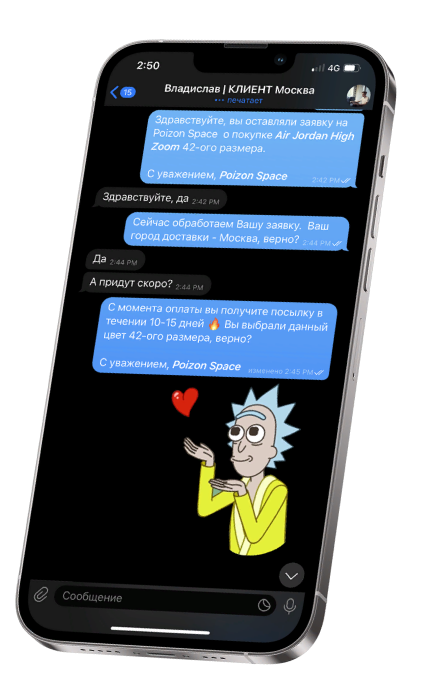 2:50
4G
15
Владислав | КЛИЕНТ Москва
••• печатает
Здравствуйте, вы оставляли заявку на
Poizon Space о покупке Air Jordan High
Zoom 42-ого размера.
С уважением, Poizon Space
2:42 PM
Здравствуйте, да 2:42 PM
Сейчас обработаем Вашу заявку. Ваш
город доставки - Москва, верно? 2:44 PM
Да 2:44 PM
А придут скоро? 2:44 PM
С момента оплаты вы получите посылку в
течении 10-15 дней 🔥 Вы выбрали данный
цвет 42-ого размера, верно?
С уважением, Poizon Space
изменено 2:45 PM
Сообщение